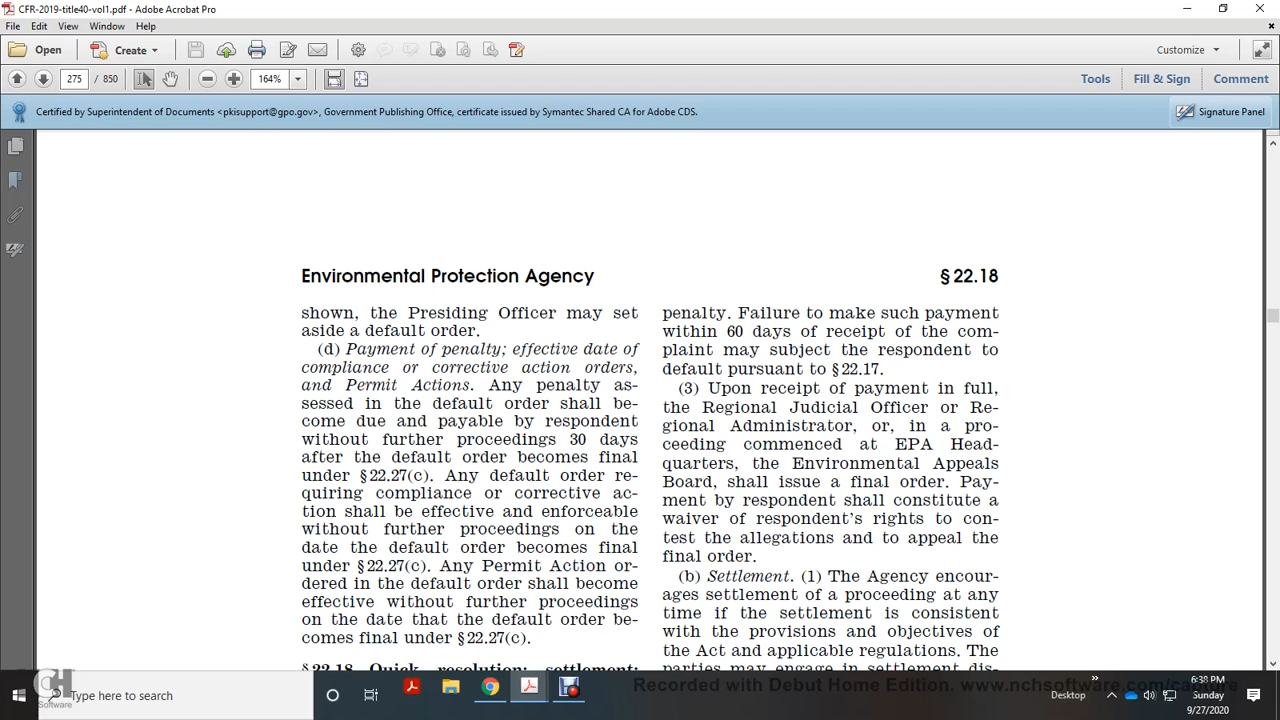 CFR-2019-title40-vol1.pdf - Adobe Acrobat Pro
File Edit View Window Help
Open Create Customize
275 / 850 164% Tools Fill & Sign Comment
Certified by Superintendent of Documents <pkisupport@gpo.gov>, Government Publishing Office, certificate issued by Symantec Shared CA for Adobe CDS. Signature Panel
Environmental Protection Agency § 22.18
shown, the Presiding Officer may set
aside a default order.
(d) Payment of penalty; effective date of
compliance or corrective action orders,
and Permit Actions. Any penalty as-
sessed in the default order shall be-
come due and payable by respondent
without further proceedings 30 days
after the default order becomes final
under § 22.27(c). Any default order re-
quiring compliance or corrective ac-
tion shall be effective and enforceable
without further proceedings on the
date the default order becomes final
under § 22.27(c). Any Permit Action or-
dered in the default order shall become
effective without further proceedings
on the date that the default order be-
comes final under § 22.27(c).
§ 22.18 Quick resolution; settlement;
penalty. Failure to make such payment
within 60 days of receipt of the com-
plaint may subject the respondent to
default pursuant to § 22.17.
(3) Upon receipt of payment in full,
the Regional Judicial Officer or Re-
gional Administrator, or, in a pro-
ceeding commenced at EPA Head-
quarters, the Environmental Appeals
Board, shall issue a final order. Pay-
ment by respondent shall constitute a
waiver of respondent's rights to con-
test the allegations and to appeal the
final order.
(b) Settlement. (1) The Agency encour-
ages settlement of a proceeding at any
time if the settlement is consistent
with the provisions and objectives of
the Act and applicable regulations. The
parties may engage in settlement dis-
Recorded with Debut Home Edition. www.nchsoftware.com/capture
Software
Type here to search
Desktop
6:38 PM
Sunday
9/27/2020